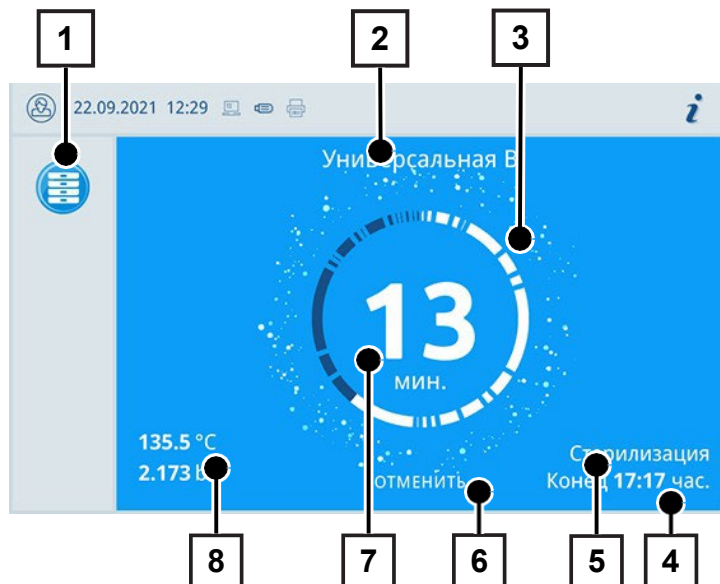 1
2
3
22.09.2021 12:29
i
Универсальная B
13
мин.
135.5 °C
2.173
ОТМЕНИТЬ
Стерилизация
Конец 17:17 час.
8
7
6
5
4